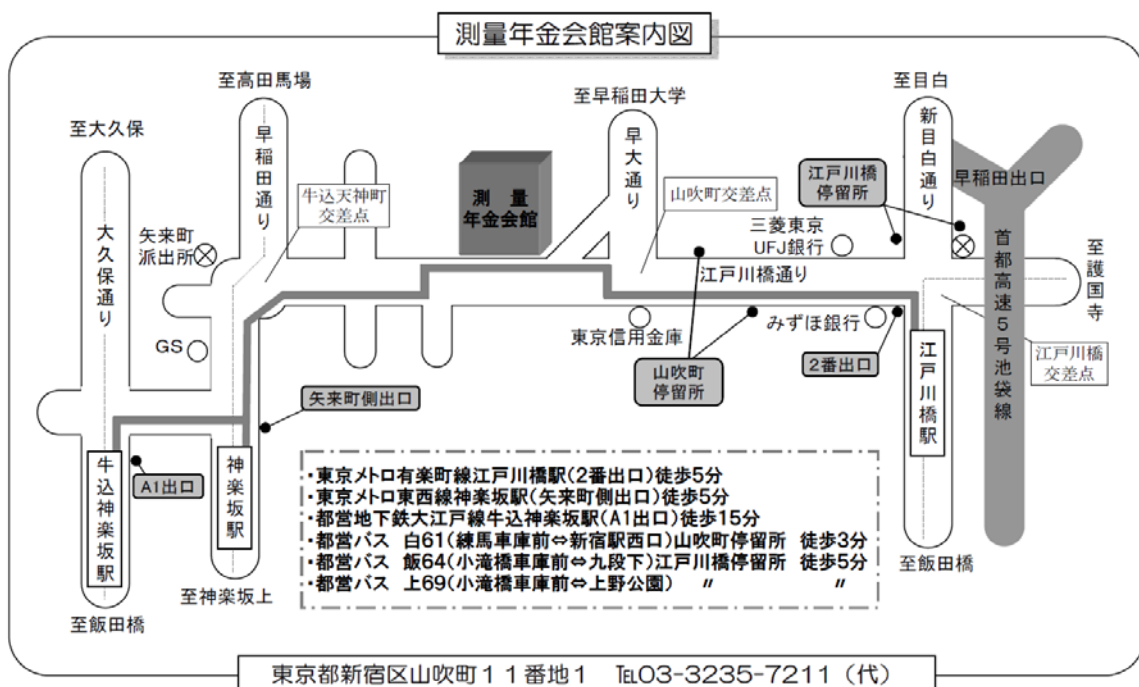 測量年金会館案内図
至高田馬場
至早稲田大学
至目白
至大久保
早稲田通り
早大通り
新目白通り
江戸川橋
停留所
早稲田出口
牛込天神町
交差点
測 量
年金会館
山吹町交差点
三菱東京
UFJ銀行
大久保通り
矢来町
派出所
江戸川橋通り
首都高速5号池袋線
至護国寺
GS
東京信用金庫
みずほ銀行
2番出口
江戸川橋
交差点
山吹町
停留所
江戸川橋駅
矢来町側出口
A1出口
牛込神楽坂駅
神楽坂駅
・東京メトロ有楽町線江戸川橋駅(2番出口)徒歩5分
・東京メトロ東西線神楽坂駅(矢来町側出口)徒歩5分
・都営地下鉄大江戸線牛込神楽坂駅(A1出口)徒歩15分
・都営バス 白61(練馬車庫前⇔新宿駅西口)山吹町停留所 徒歩3分
・都営バス 飯64(小滝橋車庫前⇔九段下)江戸川橋停留所 徒歩5分
・都営バス 上69(小滝橋車庫前⇔上野公園) 〃 〃
至飯田橋
至神楽坂上
至飯田橋
東京都新宿区山吹町11番地1 TEL03-3235-7211(代)